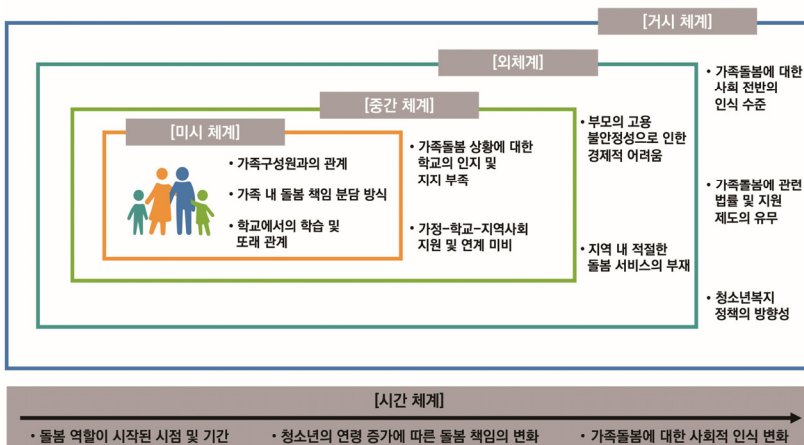 [거시 체계]
[외체계]
[중간 체계]
[미시 체계]
• 가족구성원과의 관계
• 가족 내 돌봄 책임 분담 방식
• 학교에서의 학습 및
또래 관계
• 가족돌봄 상황에 대한
학교의 인지 및
지지 부족
• 가정–학교–지역사회
지원 및 연계 미비
• 부모의 고용
불안정성으로 인한
경제적 어려움
• 지역 내 적절한
돌봄 서비스의 부재
• 가족돌봄에 대한
사회 전반의
인식 수준
• 가족돌봄에 관련
법률 및 지원
제도의 유무
• 청소년복지
정책의 방향성
[시간 체계]
• 돌봄 역할이 시작된 시점 및 기간
• 청소년의 연령 증가에 따른 돌봄 책임의 변화
• 가족돌봄에 대한 사회적 인식 변화